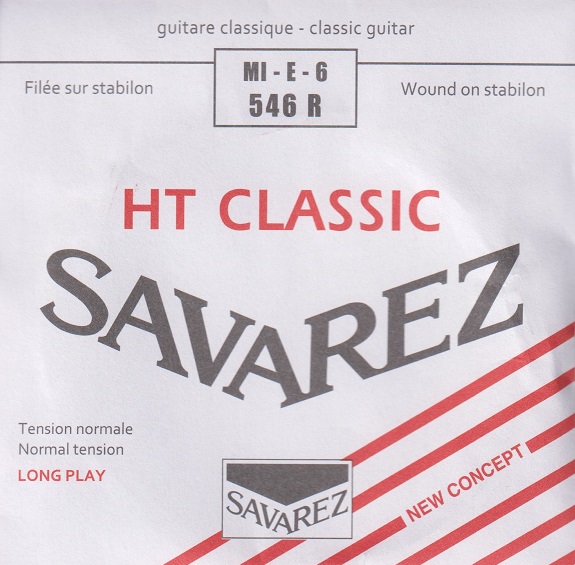 guitare classique - classic guitar
MI - E - 6
546 R
Filée sur stabilon
Wound on stabilon
HT CLASSIC
SAVAREZ
Tension normale
Normal tension
LONG PLAY
SAVAREZ
NEW CONCEPT